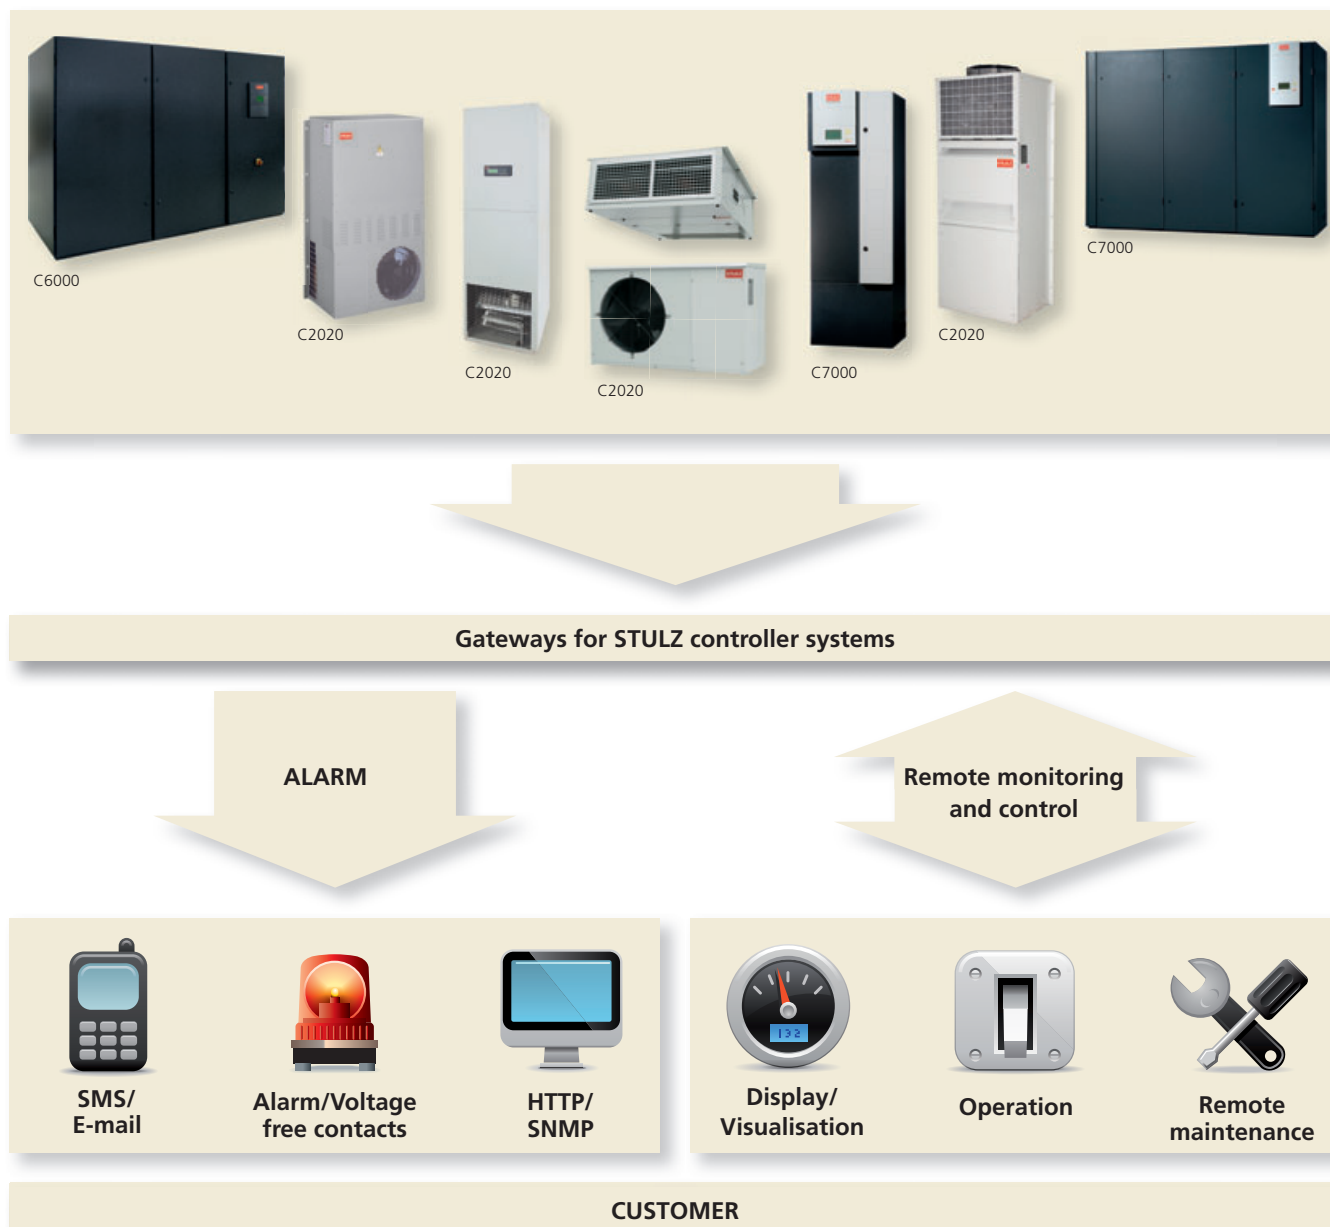 C6000
C2020
C2020
C2020
C7000
C2020
C7000
Gateways for STULZ controller systems
ALARM
Remote monitoring
and control
132
SMS/
E-mail
Alarm/Voltage
free contacts
HTTP/
SNMP
Display/
Visualisation
Operation
Remote
maintenance
CUSTOMER